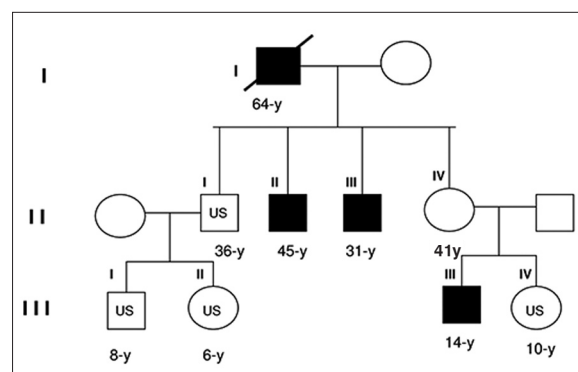 I
I
64-y
I II III IV
II
US
36-y 45-y 31-y 41y
I II III IV
III
US US US
8-y 6-y 14-y 10-y